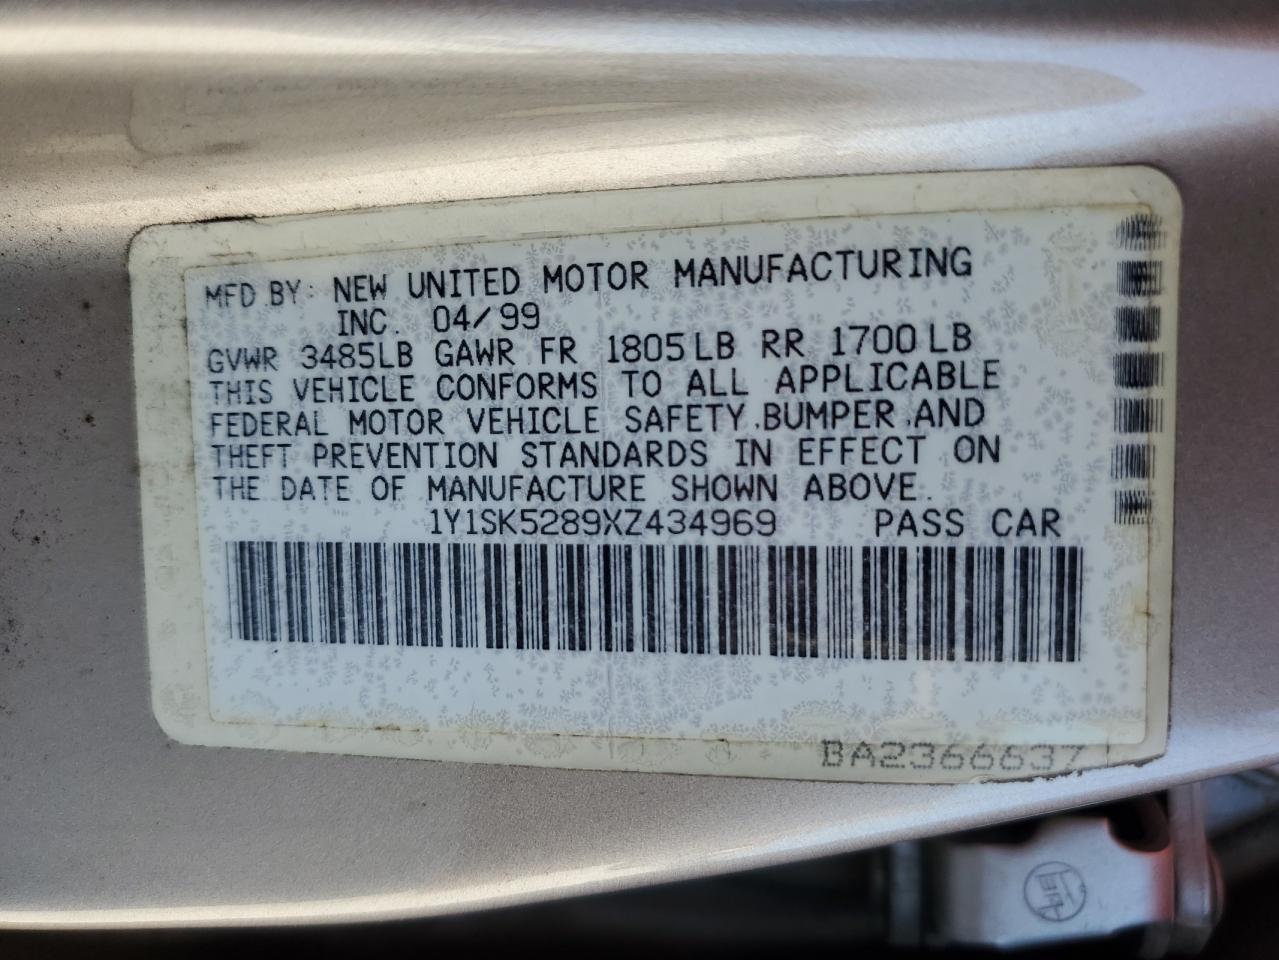 MFD BY: NEW UNITED MOTOR MANUFACTURING
INC. 04/99
GVWR 3485LB GAWR FR 1805LB RR 1700LB
THIS VEHICLE CONFORMS TO ALL APPLICABLE
FEDERAL MOTOR VEHICLE SAFETY,BUMPER,AND
THEFT PREVENTION STANDARDS IN EFFECT ON
THE DATE OF MANUFACTURE SHOWN ABOVE.
1Y1SK5289XZ434969 PASS CAR
BA2366637